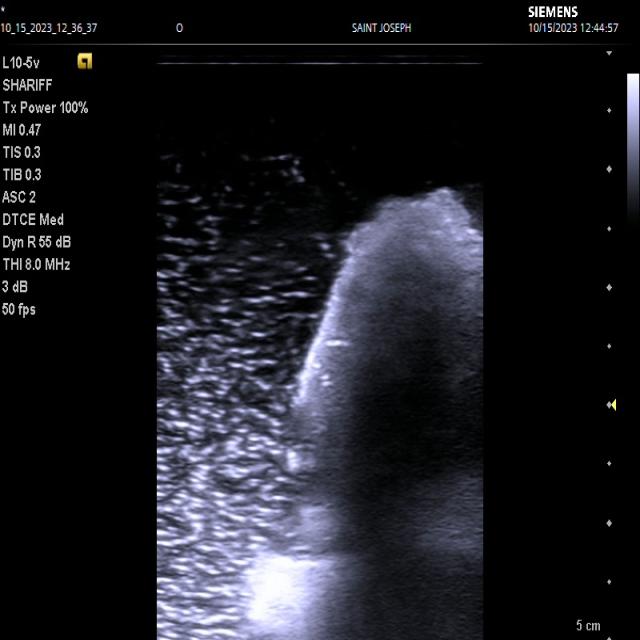 *
SIEMENS
10_15_2023_12_36_37 O SAINT JOSEPH 10/15/2023 12:44:57
L10-5v
SHARIFF
Tx Power 100%
MI 0.47
TIS 0.3
TIB 0.3
ASC 2
DTCE Med
Dyn R 55 dB
THI 8.0 MHz
3 dB
50 fps
5 cm